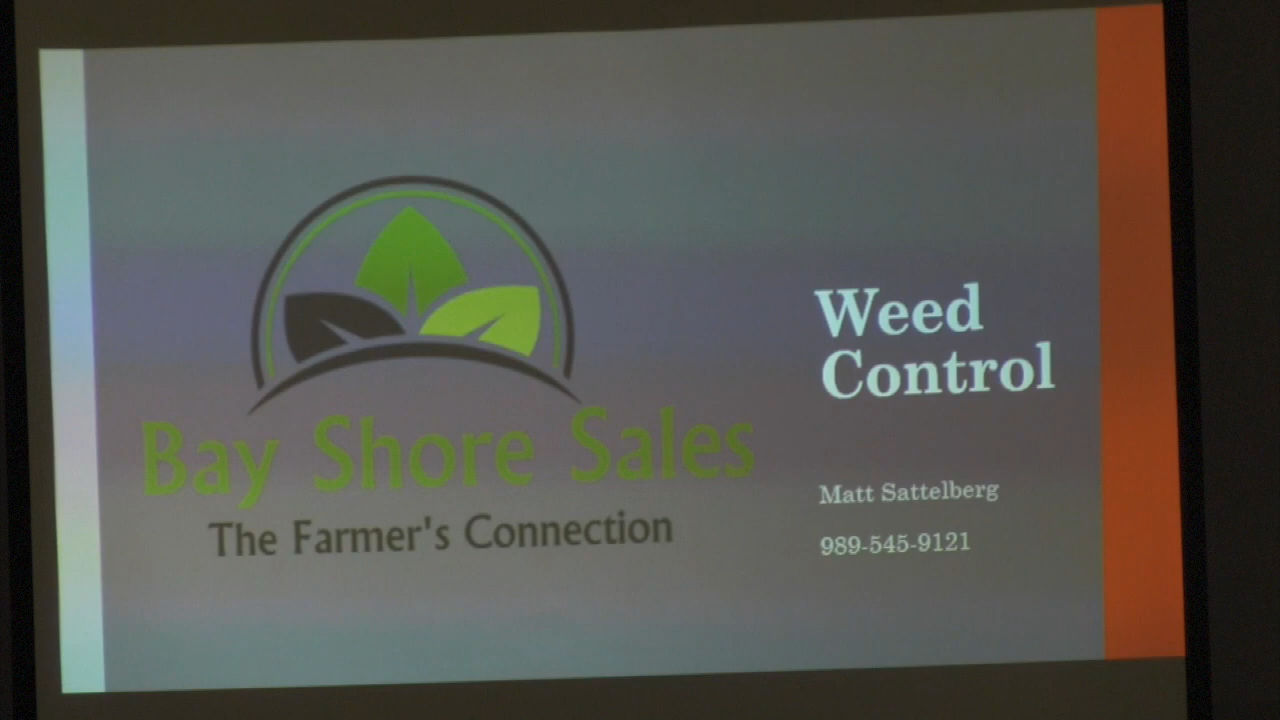 Bay Shore Sales
The Farmer's Connection
Weed
Control
Matt Sattelberg
989-545-9121